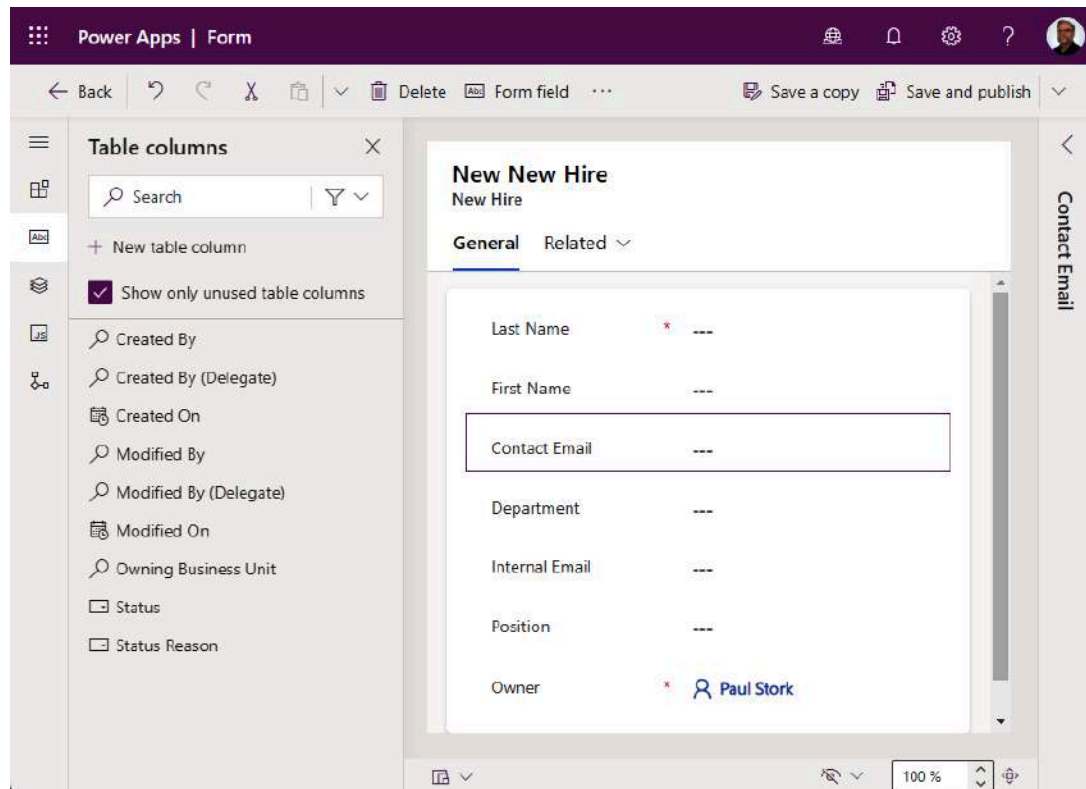 Power Apps | Form
?
Back
Delete
Abc Form field ...
Save a copy
Save and publish
Table columns
Search
+ New table column
Show only unused table columns
Abc
JS
Created By
Created By (Delegate)
Created On
Modified By
Modified By (Delegate)
Modified On
Owning Business Unit
Status
Status Reason
New New Hire
New Hire
General Related
Last Name * ---
First Name ---
Contact Email ---
Department ---
Internal Email ---
Position ---
Owner * Paul Stork
Contact Email
100 %